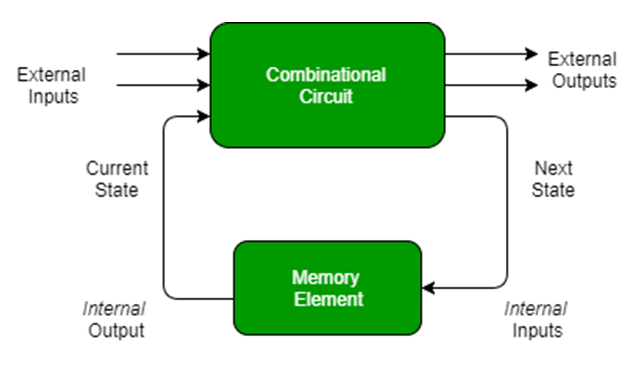 External
Inputs
Combinational
Circuit
External
Outputs
Current
State
Next
State
Memory
Element
Internal
Output
Internal
Inputs